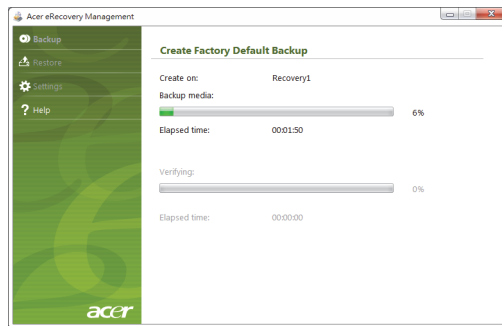 Acer eRecovery Management
Backup
Restore
Settings
Help
Create Factory Default Backup
Create on: Recovery1
Backup media:
6%
Elapsed time: 00:01:50
Verifying:
0%
Elapsed time: 00:00:00
acer